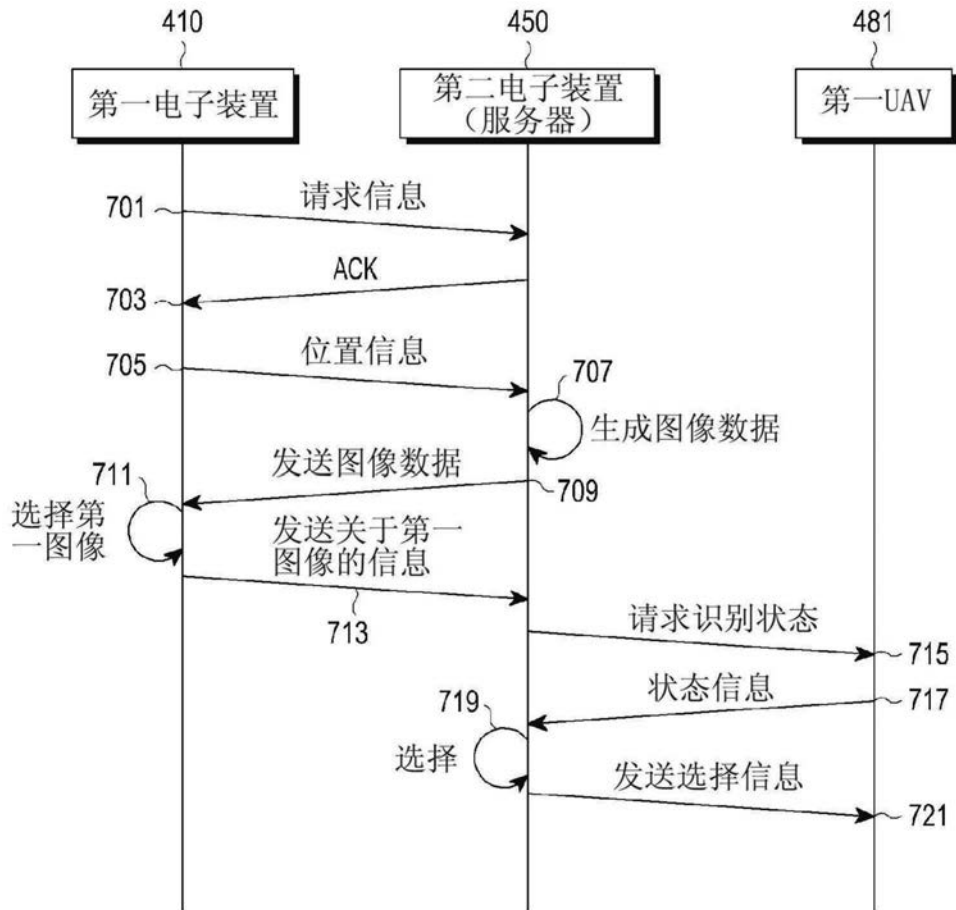 410
450
481
第一电子装置
第二电子装置
(服务器)
第一UAV
701
请求信息
ACK
703
705
位置信息
707
生成图像数据
发送图像数据
709
711
选择第
一图像
发送关于第一
图像的信息
713
请求识别状态
715
状态信息
717
719
选择
发送选择信息
721